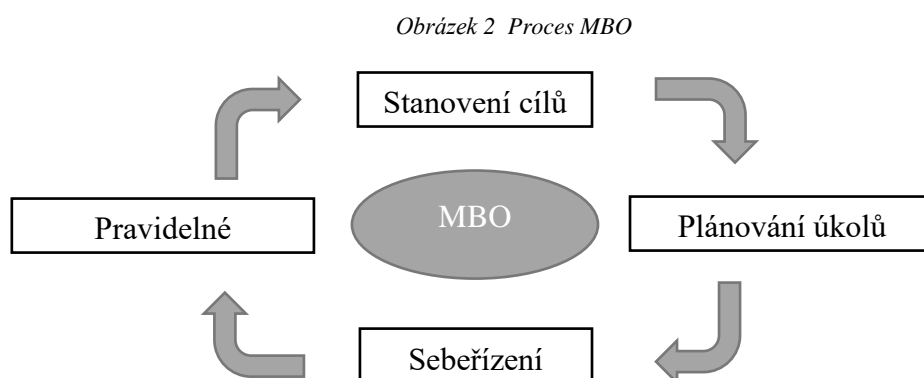 Obrázek 2 Proces MBO
Stanovení cílů
Pravidelné
MBO
Plánování úkolů
Sebeřízení